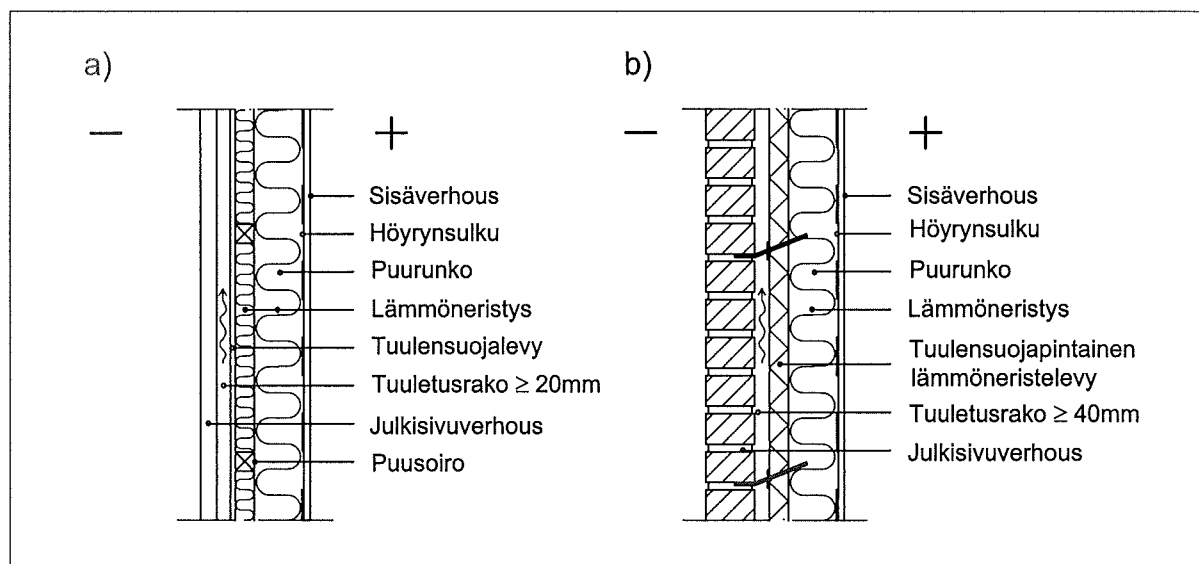 a)
−
+
Sisäverhous
Höyrynsulku
Puurunko
Lämmöneristys
Tuulensuojalevy
Tuuletusrako ≥ 20mm
Julkisivuverhous
Puusoiro
b)
−
+
Sisäverhous
Höyrynsulku
Puurunko
Lämmöneristys
Tuulensuojapintainen
lämmöneristelevy
Tuuletusrako ≥ 40mm
Julkisivuverhous